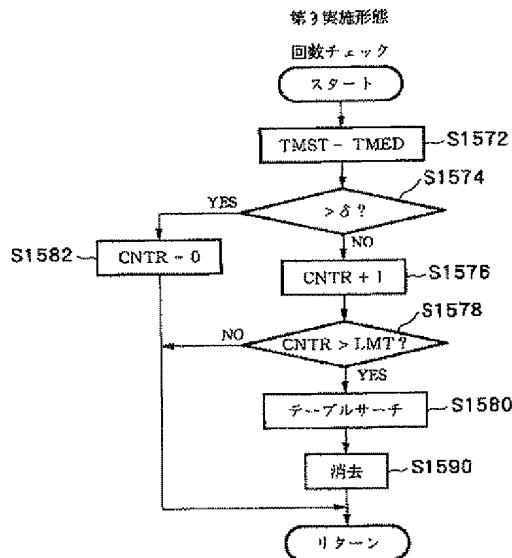 第3実施形態
回数チェック
スタート
TMST - TMED
S1572
S1574
> δ ?
YES
NO
S1582
CNTR - 0
CNTR + 1
S1576
S1578
NO
CNTR > LMT ?
YES
テーブルサーチ
S1580
消去
S1590
リターン